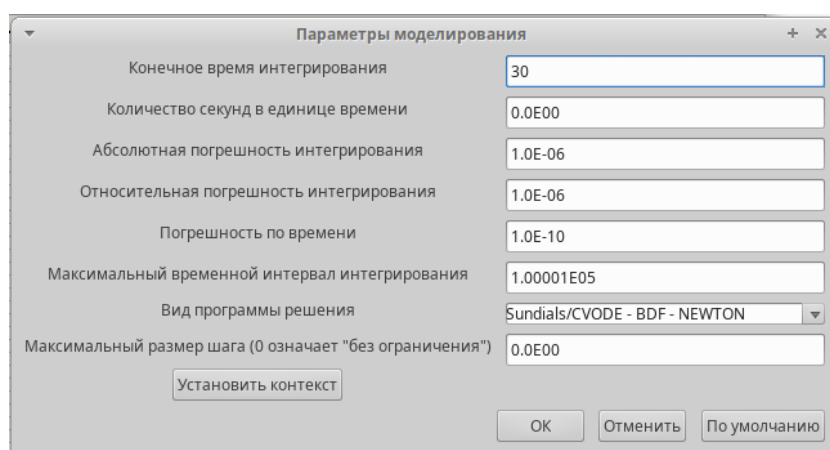 Параметры моделирования
Конечное время интегрирования 30
Количество секунд в единице времени 0.0E00
Абсолютная погрешность интегрирования 1.0E-06
Относительная погрешность интегрирования 1.0E-06
Погрешность по времени 1.0E-10
Максимальный временной интервал интегрирования 1.00001E05
Вид программы решения Sundials/CVODE - BDF - NEWTON
Максимальный размер шага (0 означает "без ограничения") 0.0E00
Установить контекст
ОК Отменить По умолчанию